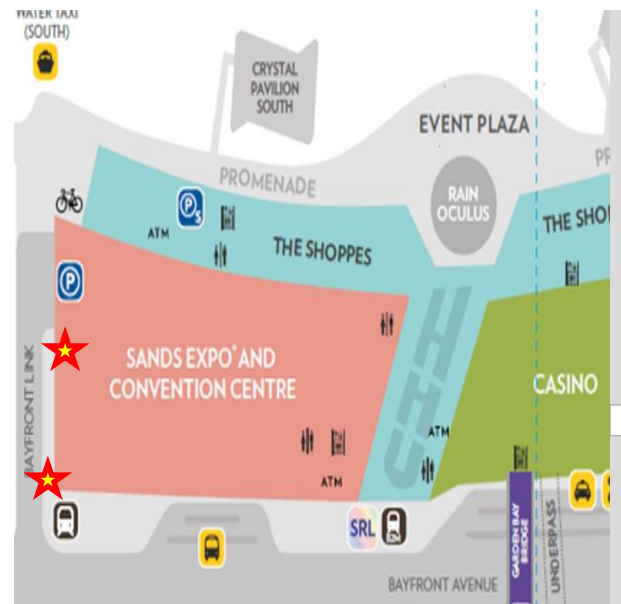 WATER TAXI
(SOUTH)
CRYSTAL
PAVILION
SOUTH
EVENT PLAZA
PROMENADE
PR
RAIN
OCULUS
P
S
ATM
THE SHOPPES
THE SHO
P
SANDS EXPO® AND
CONVENTION CENTRE
CASINO
BAYFRONT LINK
ATM
ATM
SRL
GARDEN BAY
BRIDGE
UNDERPASS
BAYFRONT AVENUE